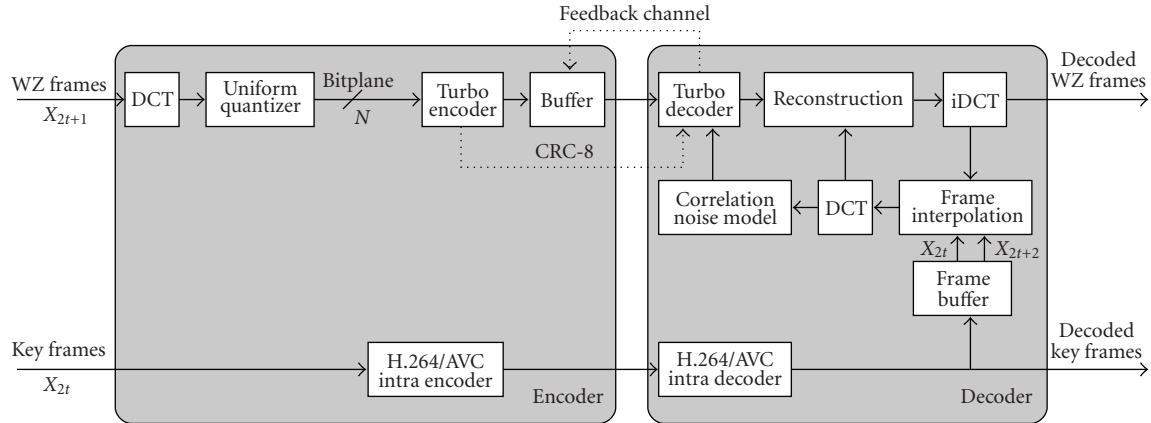 Feedback channel
WZ frames
X2t+1
DCT
Uniform
quantizer
Bitplane
N
Turbo
encoder
Buffer
CRC-8
Turbo
decoder
Reconstruction
iDCT
Decoded
WZ frames
Correlation
noise model
DCT
Frame
interpolation
X2t
X2t+2
Frame
buffer
Key frames
X2t
H.264/AVC
intra encoder
Encoder
H.264/AVC
intra decoder
Decoder
Decoded
key frames